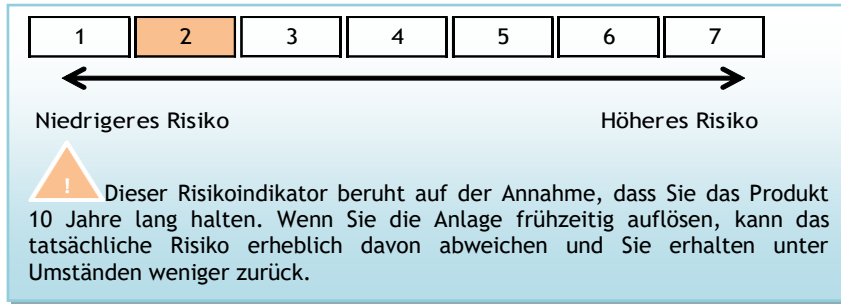 1 2 3 4 5 6 7
Niedrigeres Risiko Höheres Risiko
! Dieser Risikoindikator beruht auf der Annahme, dass Sie das Produkt
10 Jahre lang halten. Wenn Sie die Anlage frühzeitig auflösen, kann das
tatsächliche Risiko erheblich davon abweichen und Sie erhalten unter
Umständen weniger zurück.